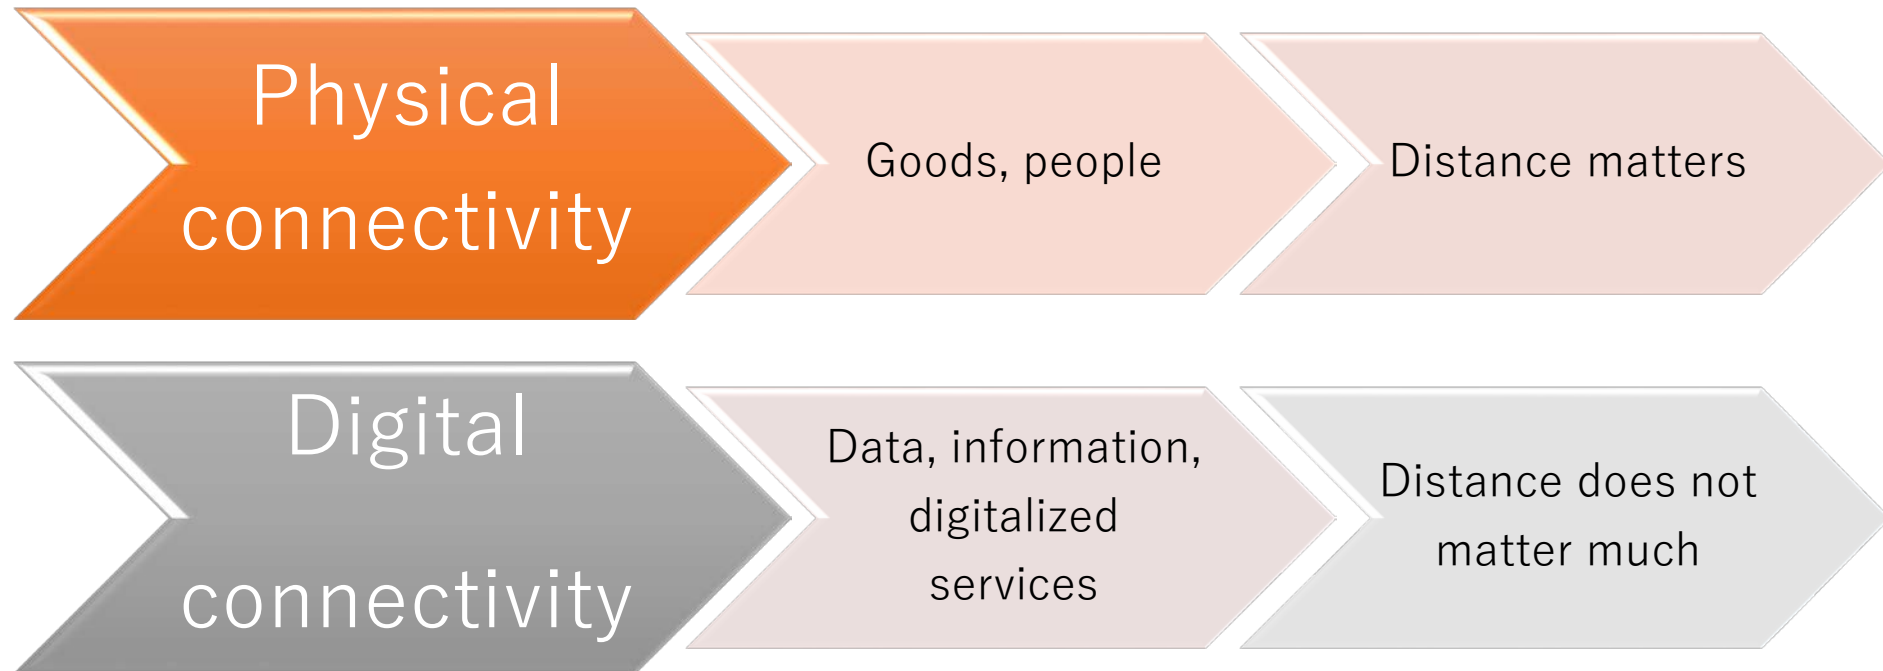 Physical
connectivity
Goods, people
Distance matters
Digital
connectivity
Data, information,
digitalized
services
Distance does not
matter much